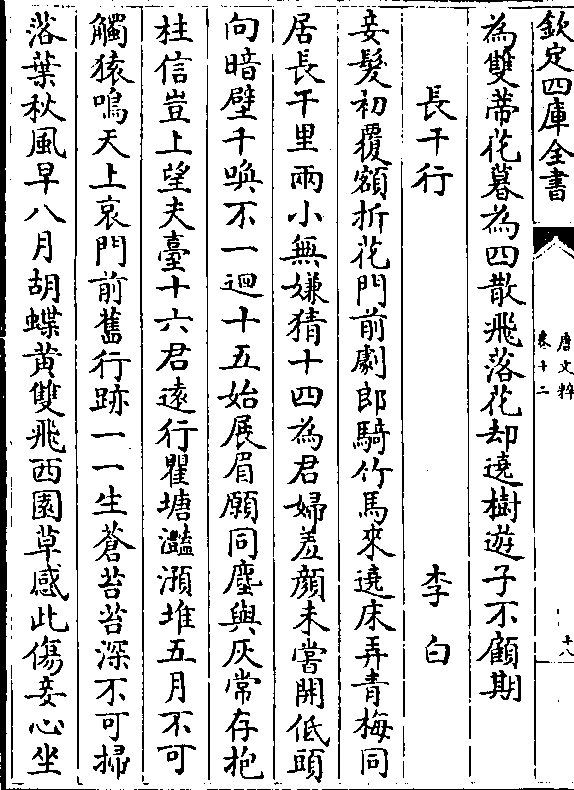 欽定四庫全書
唐文粹
卷十二
十八
為雙蒂花暮為四散飛落花却遶樹遊子不顧期
長干行
李白
妾髮初覆額折花門前劇郎騎竹馬來遶床弄青梅同
居長干里兩小無嫌猜十四為君婦羞顔未嘗開低頭
向暗壁千喚不一迴十五始展眉願同塵與灰常存抱
柱信豈上望夫臺十六君遠行瞿塘灩澦堆五月不可
觸猿鳴天上哀門前舊行跡一一生蒼苔苔深不可掃
落葉秋風早八月胡蝶黄雙飛西園草感此傷妾心坐